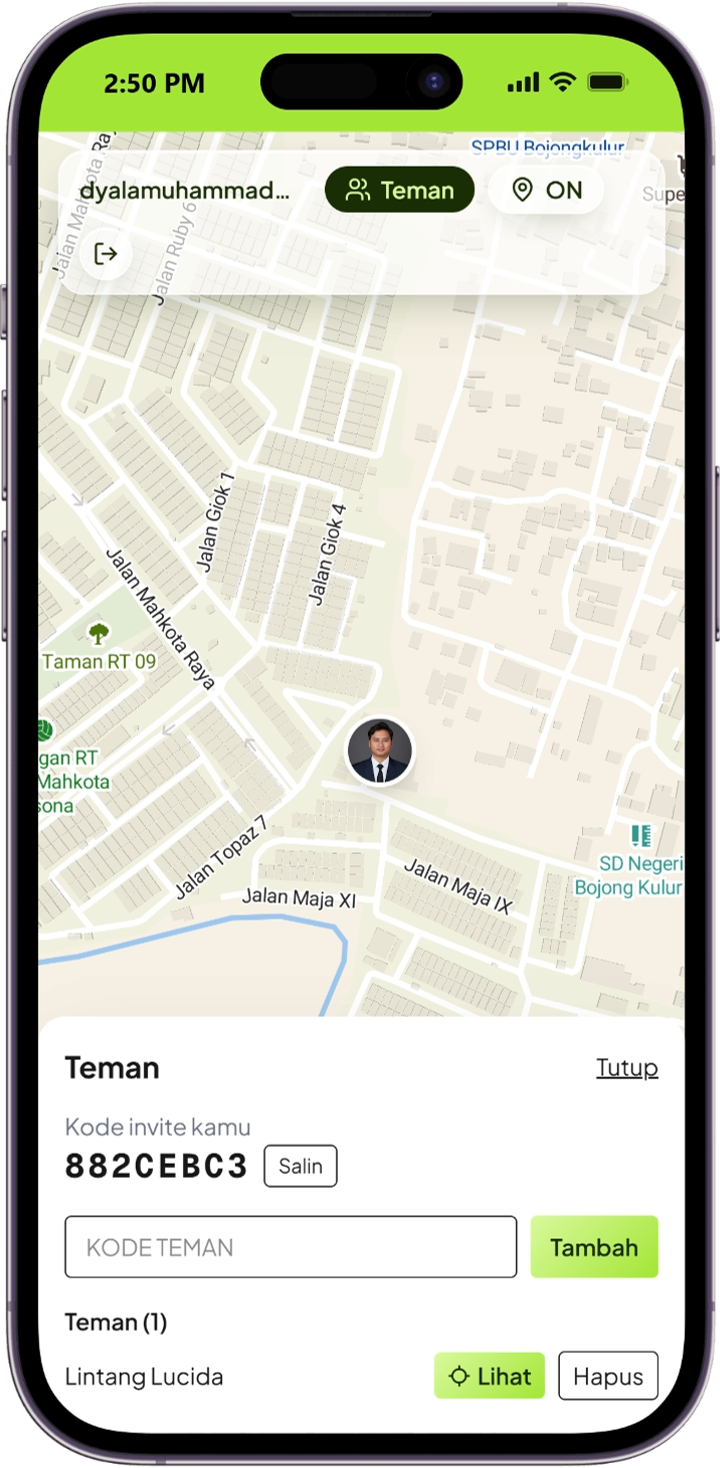 2:50 PM
SPBU Bojongkulur
dyalamuhammad...
Teman
ON
Supe
Jalan Mahkota Ra
Jalan Ruby 6
Jalan Giok 1
Jalan Giok 4
Jalan Mahkota Raya
Taman RT 09
gan RT
Mahkota
sona
Jalan Topaz 7
SD Negeri
Bojong Kulur
Jalan Maja IX
Jalan Maja XI
Teman
Tutup
Kode invite kamu
882CEBC3
Salin
KODE TEMAN
Tambah
Teman (1)
Lintang Lucida
Lihat
Hapus